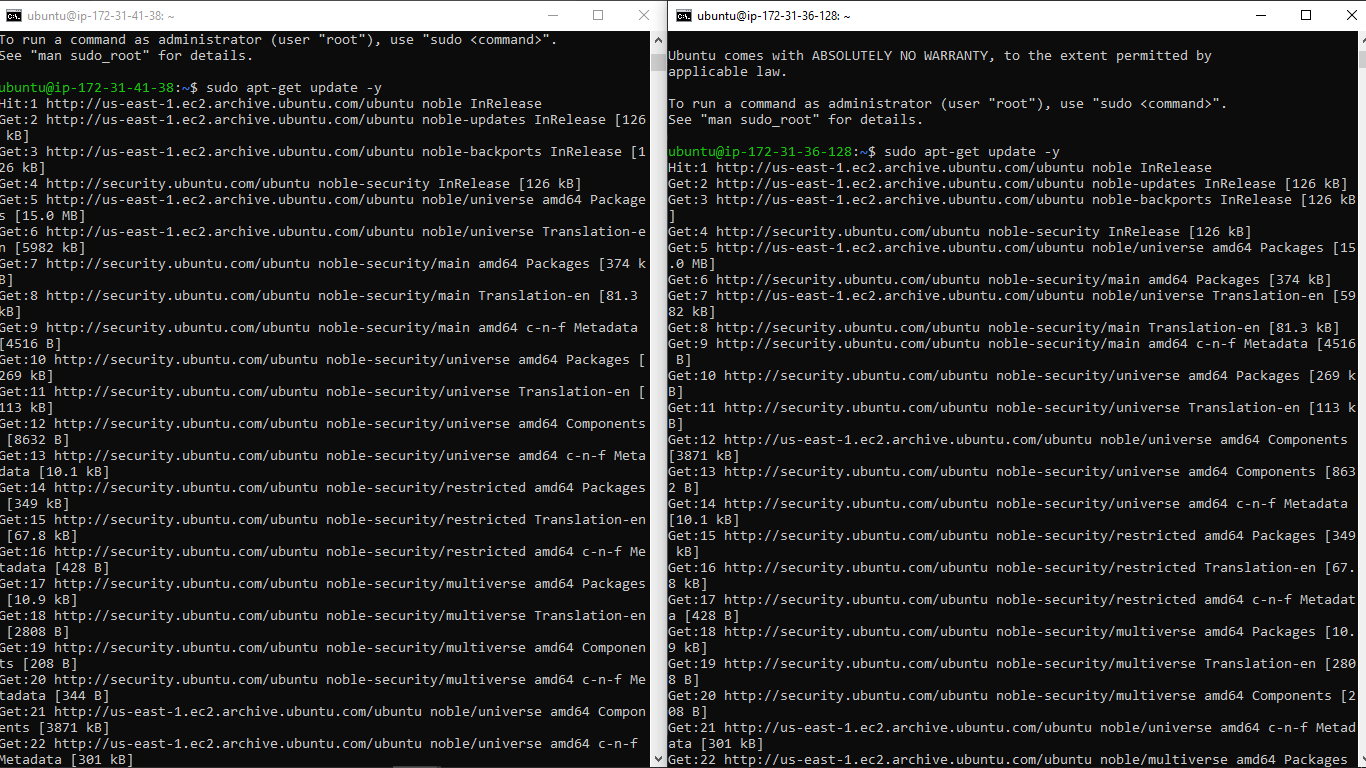 ubuntu@ip-172-31-41-38: ~
To run a command as administrator (user "root"), use "sudo <command>".
See "man sudo_root" for details.
ubuntu@ip-172-31-41-38:~$ sudo apt-get update -y
Hit:1 http://us-east-1.ec2.archive.ubuntu.com/ubuntu noble InRelease
Get:2 http://us-east-1.ec2.archive.ubuntu.com/ubuntu noble-updates InRelease [126
 kB]
Get:3 http://us-east-1.ec2.archive.ubuntu.com/ubuntu noble-backports InRelease [1
26 kB]
Get:4 http://security.ubuntu.com/ubuntu noble-security InRelease [126 kB]
Get:5 http://us-east-1.ec2.archive.ubuntu.com/ubuntu noble/universe amd64 Package
s [15.0 MB]
Get:6 http://us-east-1.ec2.archive.ubuntu.com/ubuntu noble/universe Translation-e
n [5982 kB]
Get:7 http://security.ubuntu.com/ubuntu noble-security/main amd64 Packages [374 k
B]
Get:8 http://security.ubuntu.com/ubuntu noble-security/main Translation-en [81.3
kB]
Get:9 http://security.ubuntu.com/ubuntu noble-security/main amd64 c-n-f Metadata
[4516 B]
Get:10 http://security.ubuntu.com/ubuntu noble-security/universe amd64 Packages [
269 kB]
Get:11 http://security.ubuntu.com/ubuntu noble-security/universe Translation-en [
113 kB]
Get:12 http://security.ubuntu.com/ubuntu noble-security/universe amd64 Components
 [8632 B]
Get:13 http://security.ubuntu.com/ubuntu noble-security/universe amd64 c-n-f Meta
data [10.1 kB]
Get:14 http://security.ubuntu.com/ubuntu noble-security/restricted amd64 Packages
 [349 kB]
Get:15 http://security.ubuntu.com/ubuntu noble-security/restricted Translation-en
 [67.8 kB]
Get:16 http://security.ubuntu.com/ubuntu noble-security/restricted amd64 c-n-f Me
tadata [428 B]
Get:17 http://security.ubuntu.com/ubuntu noble-security/multiverse amd64 Packages
 [10.9 kB]
Get:18 http://security.ubuntu.com/ubuntu noble-security/multiverse Translation-en
 [2808 B]
Get:19 http://security.ubuntu.com/ubuntu noble-security/multiverse amd64 Componen
ts [208 B]
Get:20 http://security.ubuntu.com/ubuntu noble-security/multiverse amd64 c-n-f Me
tadata [344 B]
Get:21 http://us-east-1.ec2.archive.ubuntu.com/ubuntu noble/universe amd64 Compon
ents [3871 kB]
Get:22 http://us-east-1.ec2.archive.ubuntu.com/ubuntu noble/universe amd64 c-n-f
Metadata [301 kB]
ubuntu@ip-172-31-36-128: ~
Ubuntu comes with ABSOLUTELY NO WARRANTY, to the extent permitted by
applicable law.
To run a command as administrator (user "root"), use "sudo <command>".
See "man sudo_root" for details.
ubuntu@ip-172-31-36-128:~$ sudo apt-get update -y
Hit:1 http://us-east-1.ec2.archive.ubuntu.com/ubuntu noble InRelease
Get:2 http://us-east-1.ec2.archive.ubuntu.com/ubuntu noble-updates InRelease [126 kB]
Get:3 http://us-east-1.ec2.archive.ubuntu.com/ubuntu noble-backports InRelease [126 kB
]
Get:4 http://security.ubuntu.com/ubuntu noble-security InRelease [126 kB]
Get:5 http://us-east-1.ec2.archive.ubuntu.com/ubuntu noble/universe amd64 Packages [15
.0 MB]
Get:6 http://security.ubuntu.com/ubuntu noble-security/main amd64 Packages [374 kB]
Get:7 http://us-east-1.ec2.archive.ubuntu.com/ubuntu noble/universe Translation-en [59
82 kB]
Get:8 http://security.ubuntu.com/ubuntu noble-security/main Translation-en [81.3 kB]
Get:9 http://security.ubuntu.com/ubuntu noble-security/main amd64 c-n-f Metadata [4516
 B]
Get:10 http://security.ubuntu.com/ubuntu noble-security/universe amd64 Packages [269 k
B]
Get:11 http://security.ubuntu.com/ubuntu noble-security/universe Translation-en [113 k
B]
Get:12 http://us-east-1.ec2.archive.ubuntu.com/ubuntu noble/universe amd64 Components
[3871 kB]
Get:13 http://security.ubuntu.com/ubuntu noble-security/universe amd64 Components [863
2 B]
Get:14 http://security.ubuntu.com/ubuntu noble-security/universe amd64 c-n-f Metadata
[10.1 kB]
Get:15 http://security.ubuntu.com/ubuntu noble-security/restricted amd64 Packages [349
 kB]
Get:16 http://security.ubuntu.com/ubuntu noble-security/restricted Translation-en [67.
8 kB]
Get:17 http://security.ubuntu.com/ubuntu noble-security/restricted amd64 c-n-f Metadat
a [428 B]
Get:18 http://security.ubuntu.com/ubuntu noble-security/multiverse amd64 Packages [10.
9 kB]
Get:19 http://security.ubuntu.com/ubuntu noble-security/multiverse Translation-en [280
8 B]
Get:20 http://security.ubuntu.com/ubuntu noble-security/multiverse amd64 Components [2
08 B]
Get:21 http://us-east-1.ec2.archive.ubuntu.com/ubuntu noble/universe amd64 c-n-f Metad
ata [301 kB]
Get:22 http://us-east-1.ec2.archive.ubuntu.com/ubuntu noble/multiverse amd64 Packages